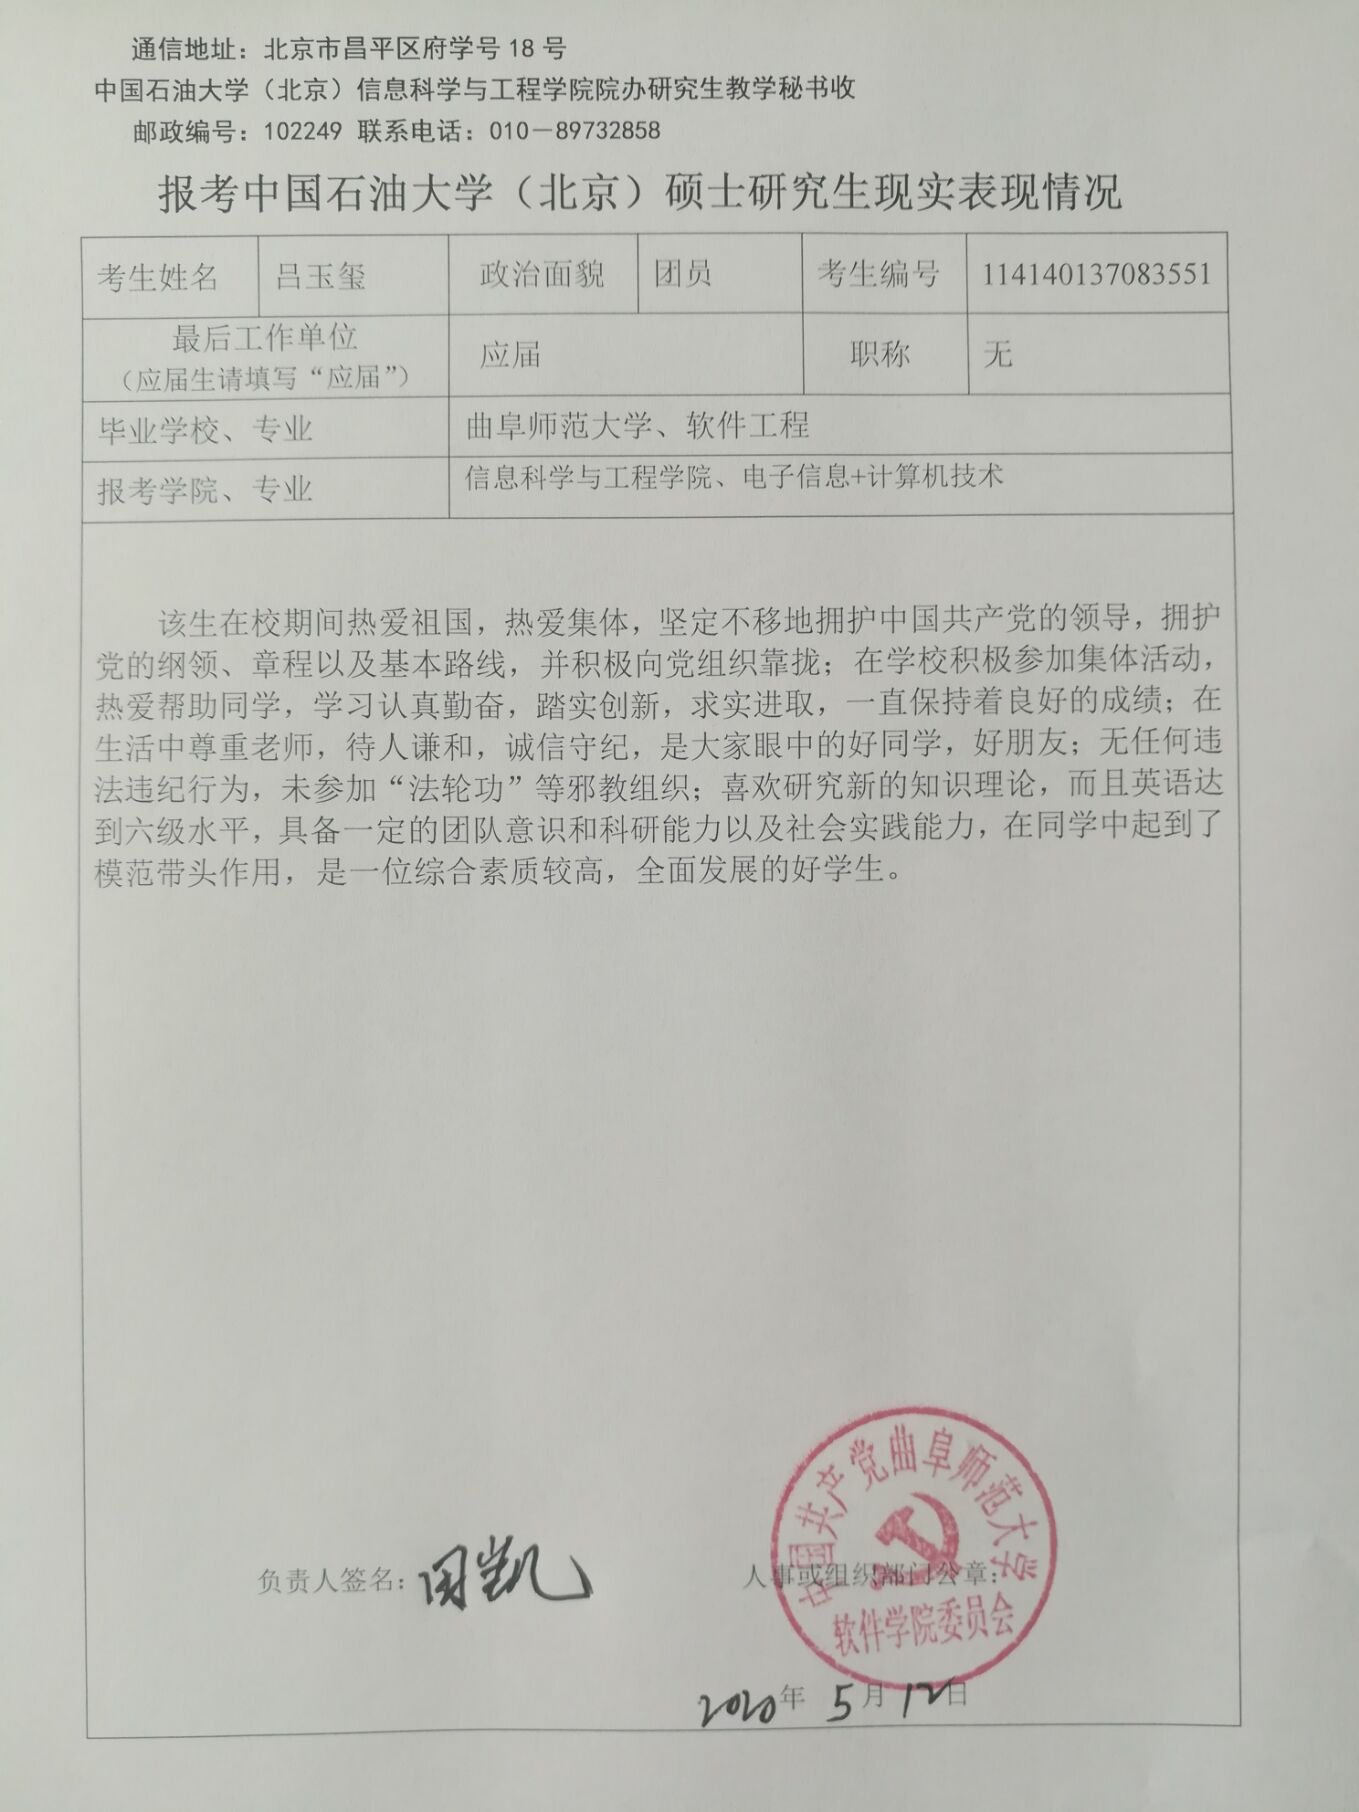 通信地址：北京市昌平区府学号 18 号
中国石油大学（北京）信息科学与工程学院院办研究生教学秘书收
邮政编号：102249 联系电话：010－89732858
报考中国石油大学（北京）硕士研究生现实表现情况
考生姓名 吕玉玺 政治面貌 团员 考生编号 114140137083551
最后工作单位
（应届生请填写“应届”） 应届 职称 无
毕业学校、专业 曲阜师范大学、软件工程
报考学院、专业 信息科学与工程学院、电子信息+计算机技术
该生在校期间热爱祖国，热爱集体，坚定不移地拥护中国共产党的领导，拥护
党的纲领、章程以及基本路线，并积极向党组织靠拢；在学校积极参加集体活动，
热爱帮助同学，学习认真勤奋，踏实创新，求实进取，一直保持着良好的成绩；在
生活中尊重老师，待人谦和，诚信守纪，是大家眼中的好同学，好朋友；无任何违
法违纪行为，未参加“法轮功”等邪教组织；喜欢研究新的知识理论，而且英语达
到六级水平，具备一定的团队意识和科研能力以及社会实践能力，在同学中起到了
模范带头作用，是一位综合素质较高，全面发展的好学生。
中国共产党曲阜师范大学
负责人签名： 人事或组织部门公章：
软件学院委员会
2020年 5月 12日